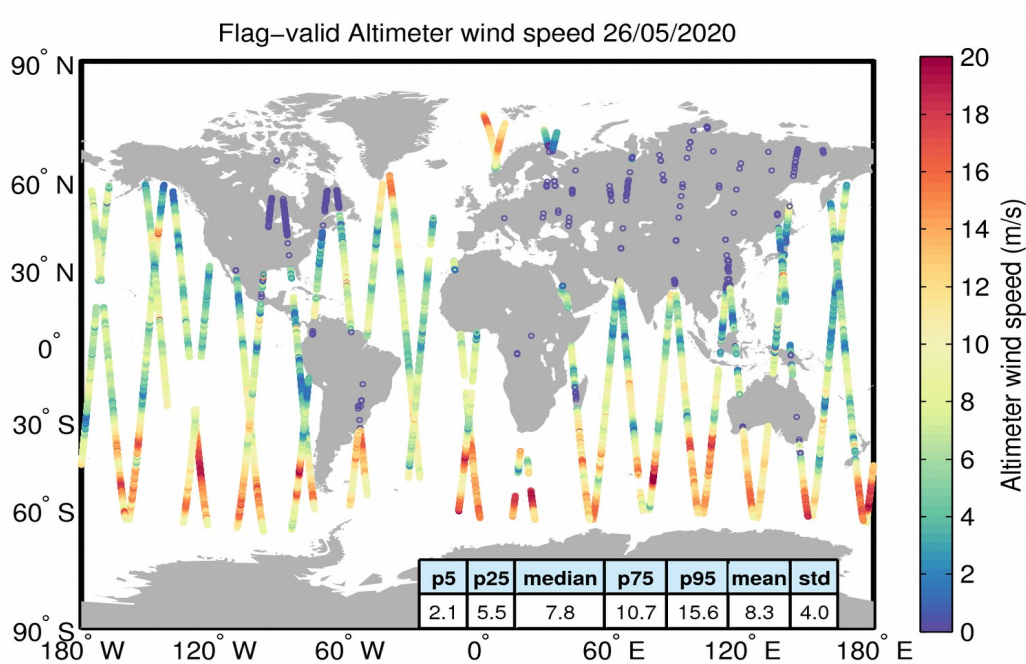 Flag−valid Altimeter wind speed 26/05/2020
90° N
60° N
30° N
0°
30° S
60° S
90° S
180° W
120° W
60° W
0°
60° E
120° E
180° E
p5 p25 median p75 p95 mean std
2.1 5.5 7.8 10.7 15.6 8.3 4.0
20
18
16
14
12
10
8
6
4
2
0
Altimeter wind speed (m/s)